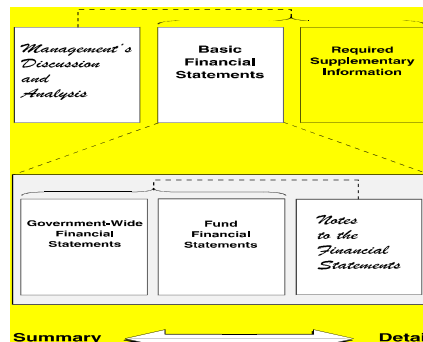 Management's
Discussion
and
Analysis
Basic
Financial
Statements
Required
Supplementary
Information
Government-Wide
Financial
Statements
Fund
Financial
Statements
Notes
to the
Financial
Statements
Summary
Detai